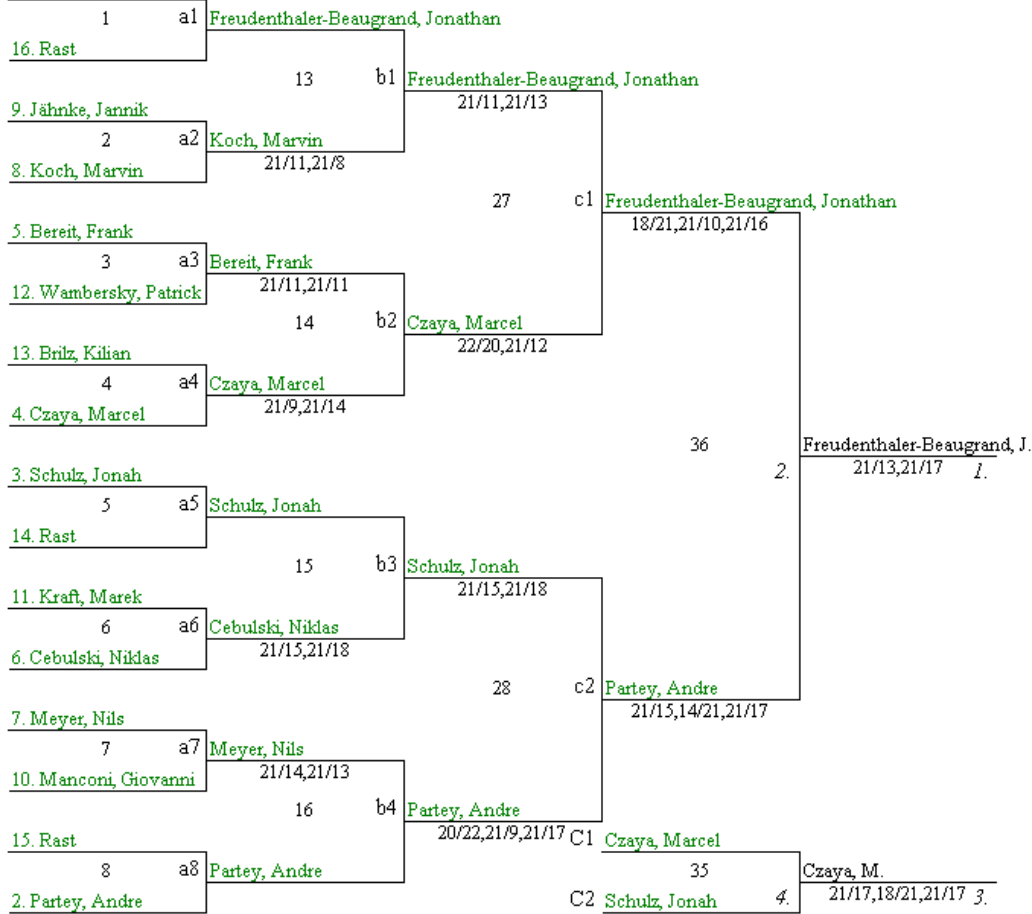 1 a1 Freudenthaler-Beaugrand, Jonathan
16. Rast
13 b1 Freudenthaler-Beaugrand, Jonathan
21/11,21/13
9. Jähnke, Jannik
2 a2 Koch, Marvin
21/11,21/8
8. Koch, Marvin
27 c1 Freudenthaler-Beaugrand, Jonathan
18/21,21/10,21/16
5. Bereit, Frank
3 a3 Bereit, Frank
21/11,21/11
12. Wambersky, Patrick
14 b2 Czaya, Marcel
22/20,21/12
13. Brilz, Kilian
4 a4 Czaya, Marcel
21/9,21/14
4. Czaya, Marcel
36 Freudenthaler-Beaugrand, J.
2. 21/13,21/17 1.
3. Schulz, Jonah
5 a5 Schulz, Jonah
14. Rast
15 b3 Schulz, Jonah
21/15,21/18
11. Kraft, Marek
6 a6 Cebulski, Niklas
21/15,21/18
6. Cebulski, Niklas
28 c2 Partey, Andre
21/15,14/21,21/17
7. Meyer, Nils
7 a7 Meyer, Nils
21/14,21/13
10. Manconi, Giovanni
16 b4 Partey, Andre
20/22,21/9,21/17
15. Rast
C1 Czaya, Marcel
8 a8 Partey, Andre
35 Czaya, M.
21/17,18/21,21/17 3.
2. Partey, Andre
C2 Schulz, Jonah 4.